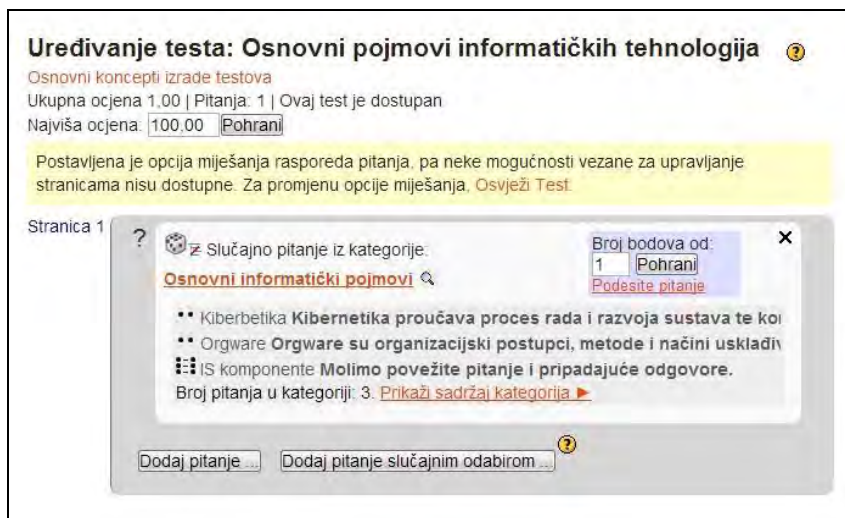 Uređivanje testa: Osnovni pojmovi informatičkih tehnologija
Osnovni koncepti izrade testova
Ukupna ocjena 1,00 | Pitanja: 1 | Ovaj test je dostupan
Najviša ocjena: 100,00 Pohrani
Postavljena je opcija miješanja rasporeda pitanja, pa neke mogućnosti vezane za upravljanje
stranicama nisu dostupne. Za promjenu opcije miješanja, Osvježi Test.
Stranica 1
? Slučajno pitanje iz kategorije:
Osnovni informatički pojmovi
Broj bodova od:
1 Pohrani
Podesite pitanje
Kiberbetika Kibernetika proučava proces rada i razvoja sustava te
Orgware Orgware su organizacijski postupci, metode i načini
IS komponente Molimo povežite pitanje i pripadajuće odgovore.
Broj pitanja u kategoriji: 3. Prikaži sadržaj kategorija ►
Dodaj pitanje ... Dodaj pitanje slučajnim odabirom ...